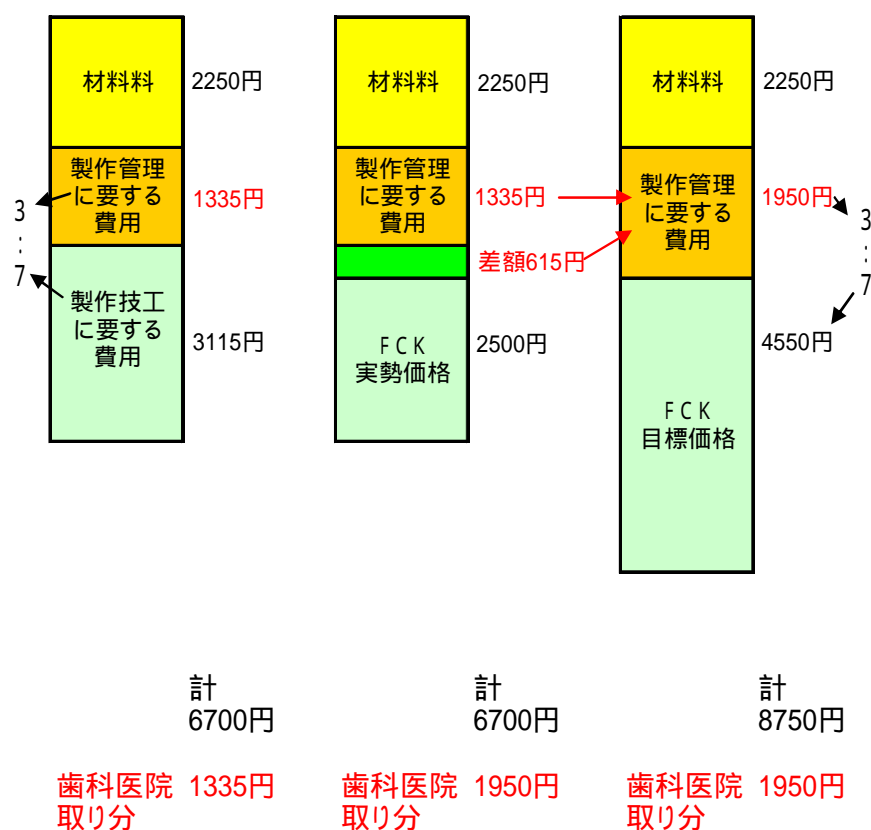 材料料
2250円
製作管理
に要する
費用
1335円
3
:
7
製作技工
に要する
費用
3115円
計
6700円
歯科医院
取り分
1335円
材料料
2250円
製作管理
に要する
費用
1335円
差額615円
FCK
実勢価格
2500円
計
6700円
歯科医院
取り分
1950円
材料料
2250円
製作管理
に要する
費用
1950円
3
:
7
4550円
FCK
目標価格
計
8750円
歯科医院
取り分
1950円